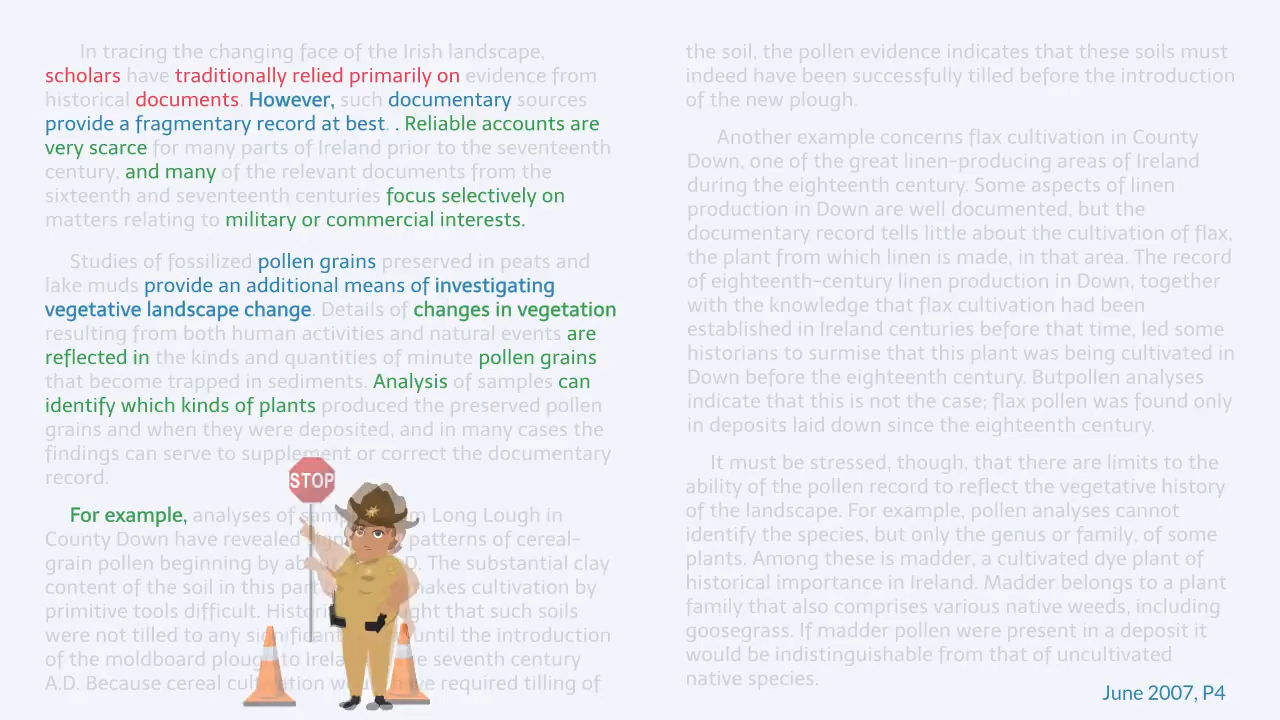 In tracing the changing face of the Irish landscape,
scholars have traditionally relied primarily on evidence from
historical documents. However, such documentary sources
provide a fragmentary record at best. . Reliable accounts are
very scarce for many parts of Ireland prior to the seventeenth
century, and many of the relevant documents from the
sixteenth and seventeenth centuries focus selectively on
matters relating to military or commercial interests.
Studies of fossilized pollen grains preserved in peats and
lake muds provide an additional means of investigating
vegetative landscape change. Details of changes in vegetation
resulting from both human activities and natural events are
reflected in the kinds and quantities of minute pollen grains
that become trapped in sediments. Analysis of samples can
identify which kinds of plants produced the preserved pollen
grains and when they were deposited, and in many cases the
findings can serve to supplement or correct the documentary
record.
STOP
For example, analyses of Long Lough in
County Down have revealed patterns of cereal-
grain pollen beginning by The substantial clay
content of the soil in this part makes cultivation by
primitive tools difficult. that such soils
were not tilled to any until the introduction
of the moldboard plough to seventh century
A.D. Because cereal required tilling of
the soil, the pollen evidence indicates that these soils must
indeed have been successfully tilled before the introduction
of the new plough.
Another example concerns flax cultivation in County
Down, one of the great linen-producing areas of Ireland
during the eighteenth century. Some aspects of linen
production in Down are well documented, but the
documentary record tells little about the cultivation of flax,
the plant from which linen is made, in that area. The record
of eighteenth-century linen production in Down, together
with the knowledge that flax cultivation had been
established in Ireland centuries before that time, led some
historians to surmise that this plant was being cultivated in
Down before the eighteenth century. Butpollen analyses
indicate that this is not the case; flax pollen was found only
in deposits laid down since the eighteenth century.
It must be stressed, though, that there are limits to the
ability of the pollen record to reflect the vegetative history
of the landscape. For example, pollen analyses cannot
identify the species, but only the genus or family, of some
plants. Among these is madder, a cultivated dye plant of
historical importance in Ireland. Madder belongs to a plant
family that also comprises various native weeds, including
goosegrass. If madder pollen were present in a deposit it
would be indistinguishable from that of uncultivated
native species.
June 2007, P4